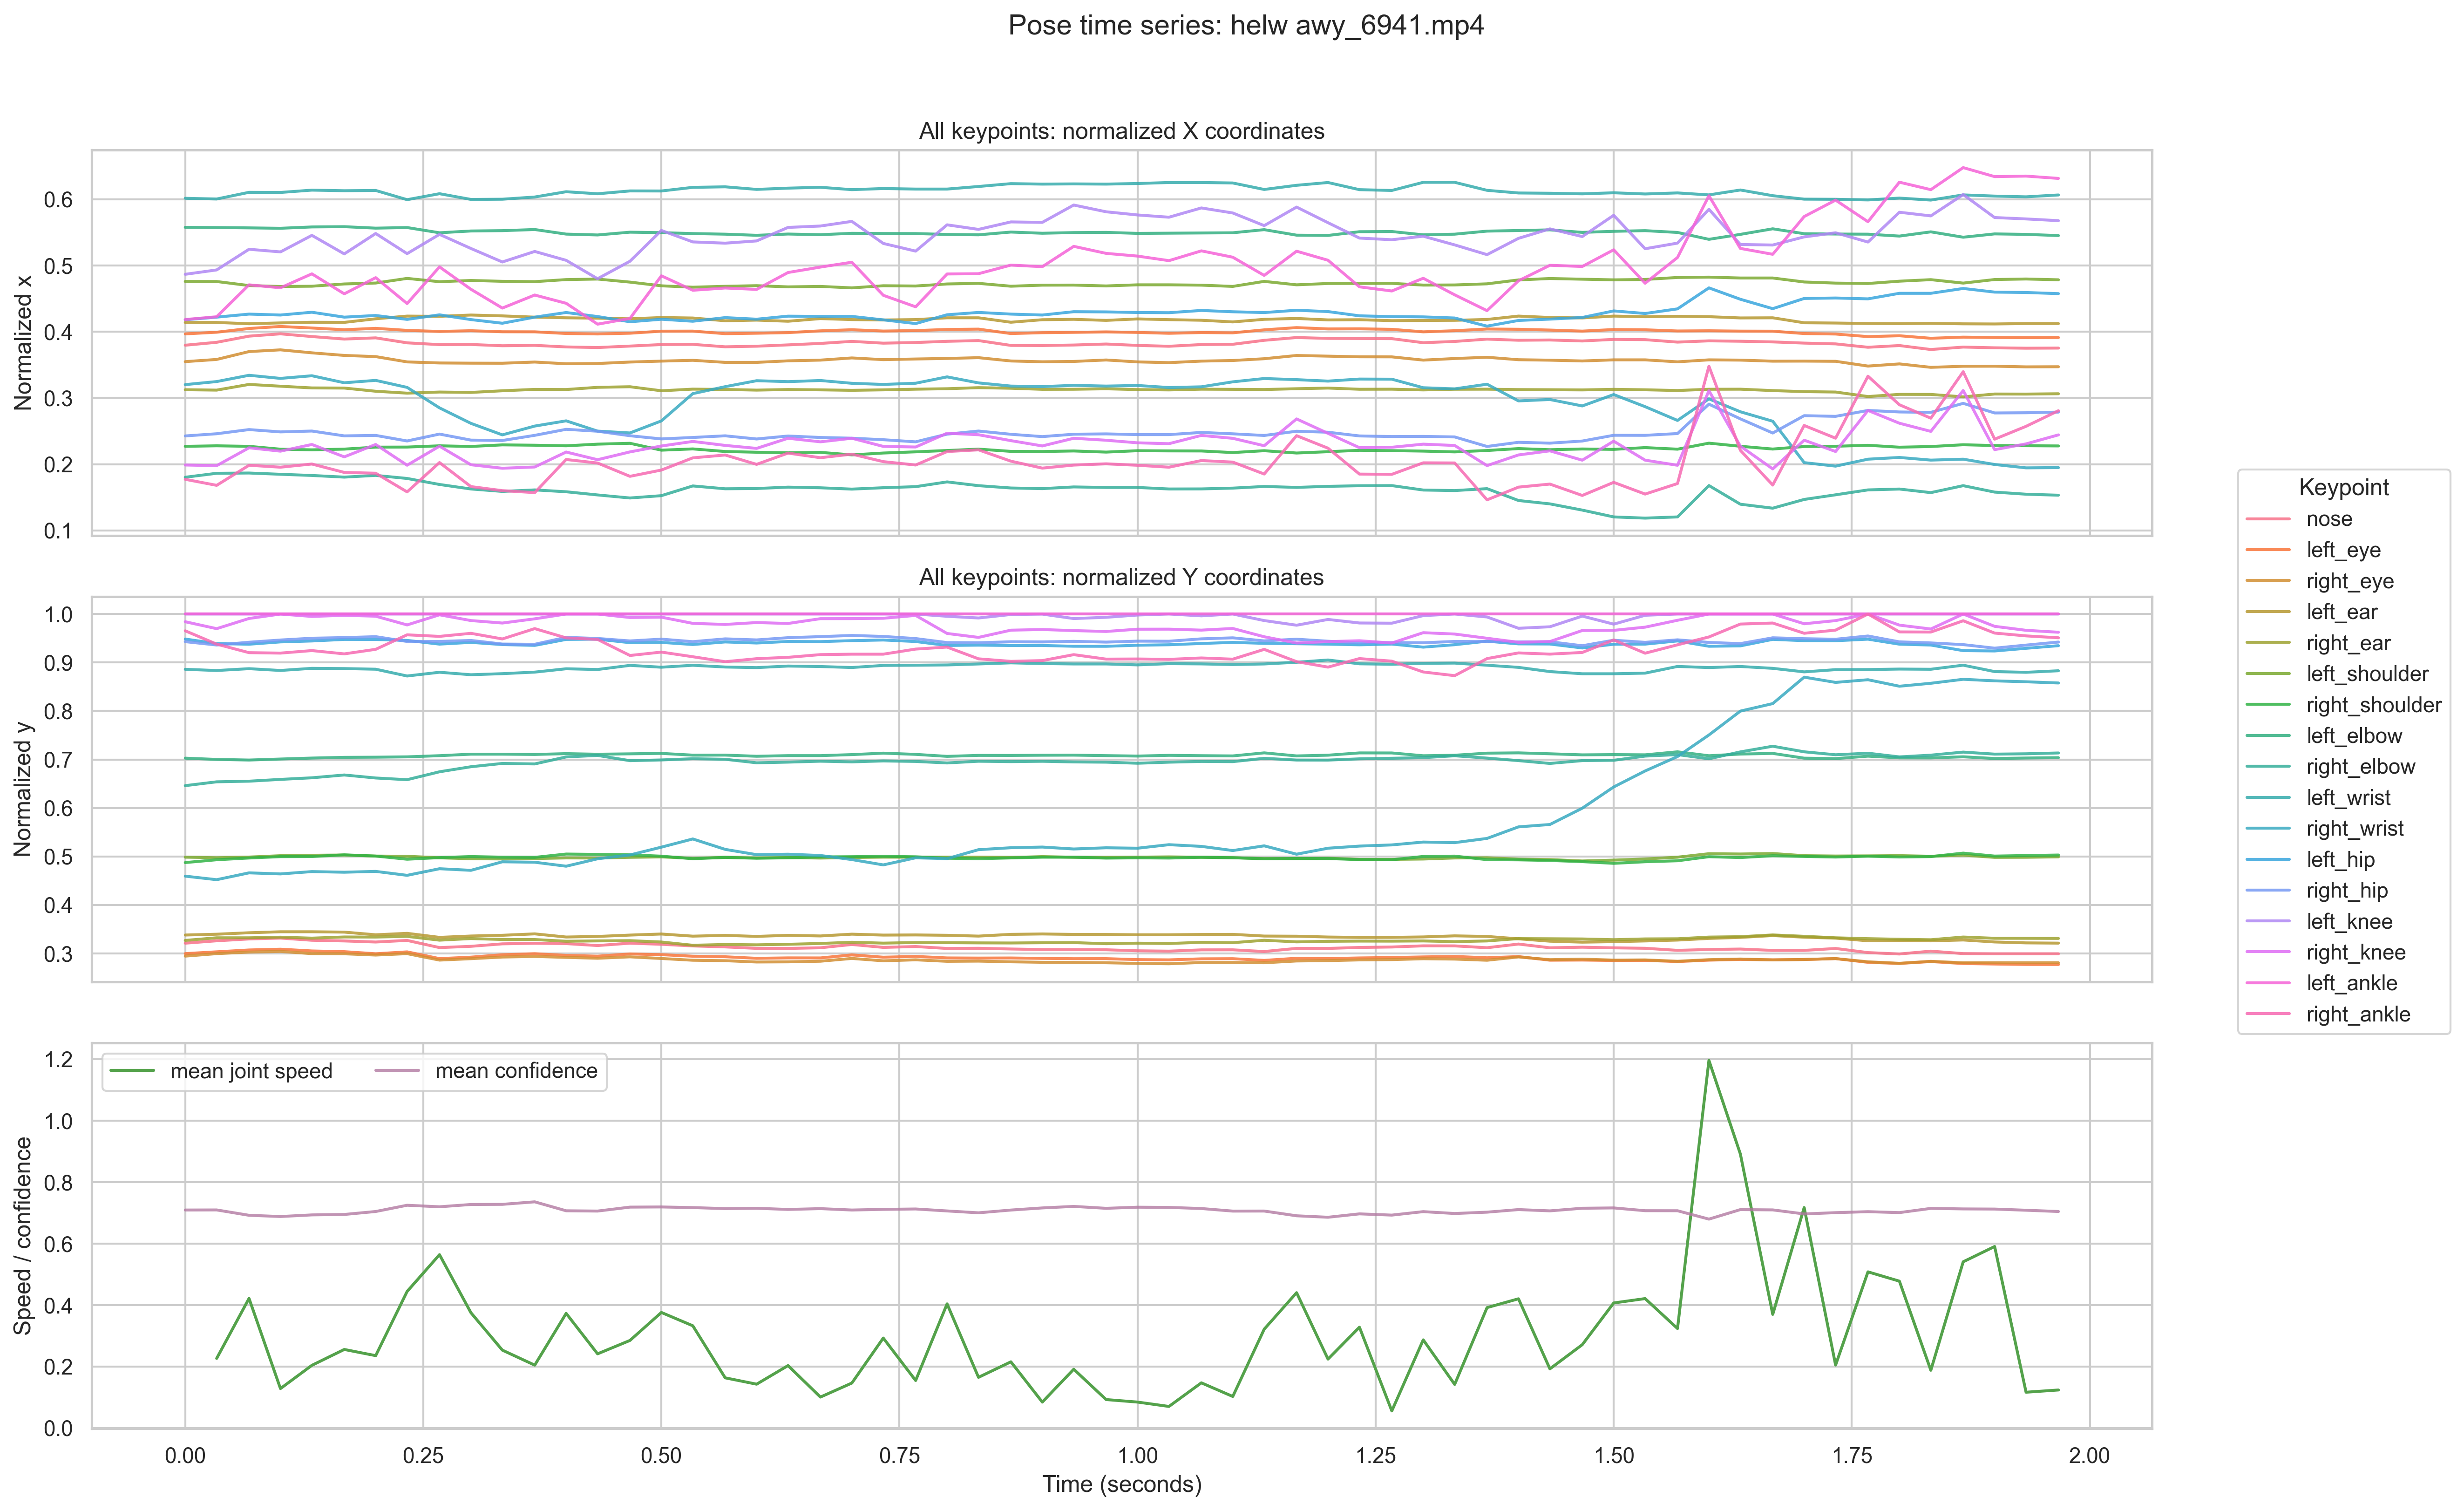 Pose time series: helw awy_6941.mp4
All keypoints: normalized X coordinates
Normalized x
0.6
0.5
0.4
0.3
0.2
0.1
All keypoints: normalized Y coordinates
Normalized y
1.0
0.9
0.8
0.7
0.6
0.5
0.4
0.3
Keypoint
nose
left_eye
right_eye
left_ear
right_ear
left_shoulder
right_shoulder
left_elbow
right_elbow
left_wrist
right_wrist
left_hip
right_hip
left_knee
right_knee
left_ankle
right_ankle
mean joint speed
mean confidence
Speed / confidence
1.2
1.0
0.8
0.6
0.4
0.2
0.0
0.00 0.25 0.50 0.75 1.00 1.25 1.50 1.75 2.00
Time (seconds)